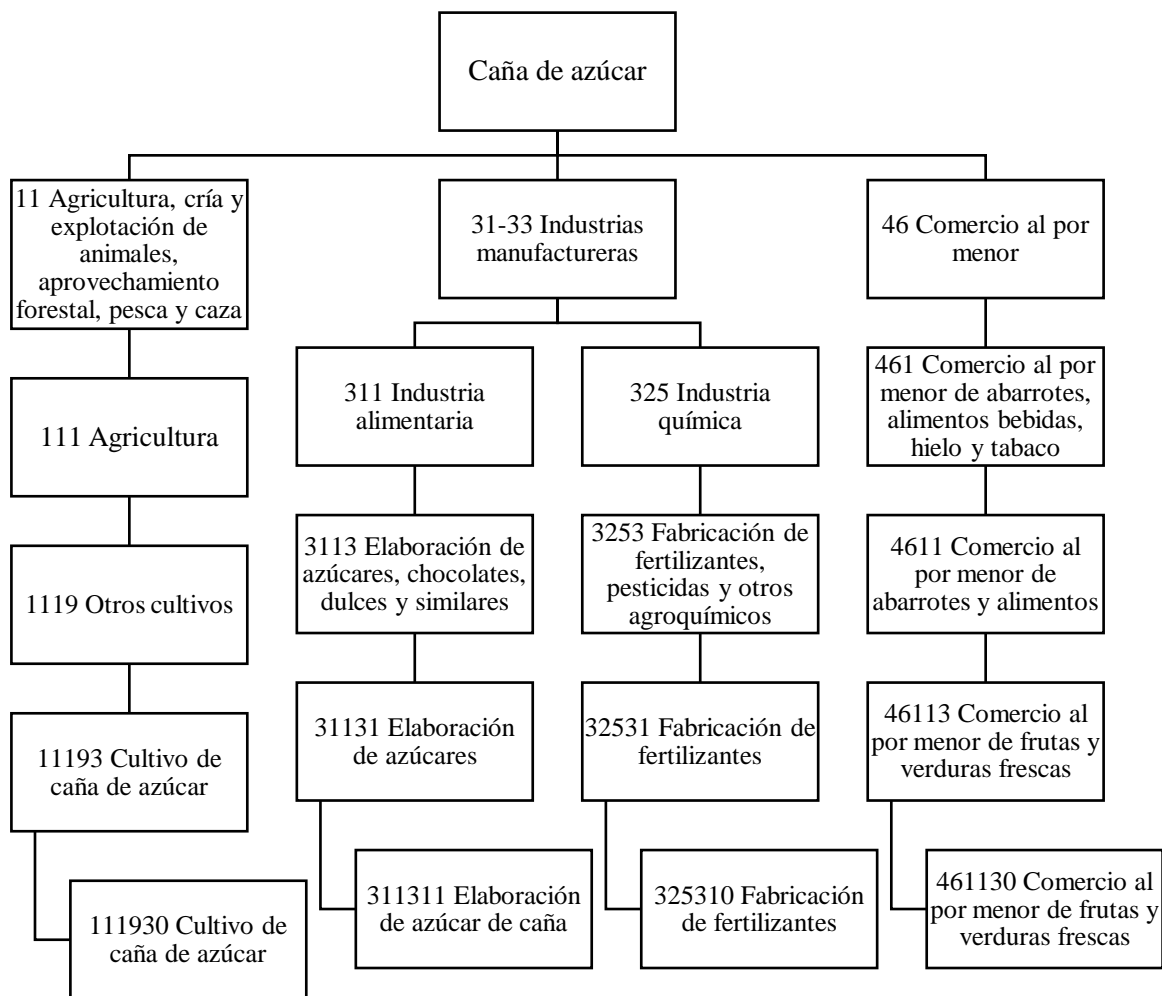 Caña de azúcar
11 Agricultura, cría y
explotación de
animales,
aprovechamiento
forestal, pesca y caza
31-33 Industrias
manufactureras
46 Comercio al por
menor
111 Agricultura
311 Industria
alimentaria
325 Industria
química
461 Comercio al por
menor de abarrotes,
alimentos bebidas,
hielo y tabaco
1119 Otros cultivos
3113 Elaboración de
azúcares, chocolates,
dulces y similares
3253 Fabricación de
fertilizantes,
pesticidas y otros
agroquímicos
4611 Comercio al
por menor de
abarrotes y alimentos
11193 Cultivo de
caña de azúcar
31131 Elaboración
de azúcares
32531 Fabricación de
fertilizantes
46113 Comercio al
por menor de frutas y
verduras frescas
111930 Cultivo de
caña de azúcar
311311 Elaboración
de azúcar de caña
325310 Fabricación
de fertilizantes
461130 Comercio al
por menor de frutas y
verduras frescas